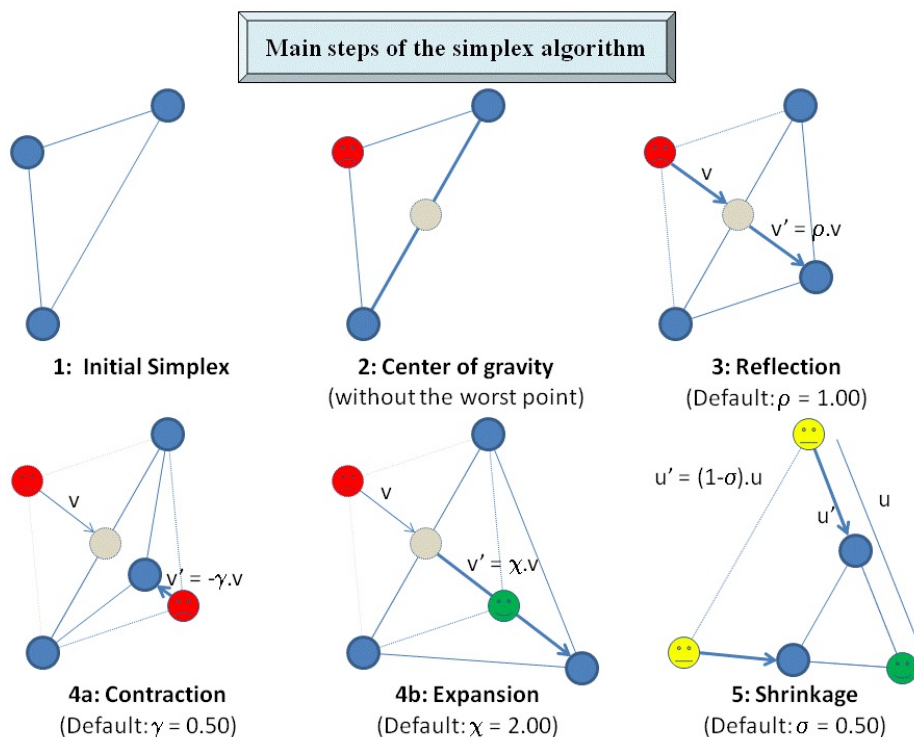 Main steps of the simplex algorithm
v
v' = ρ.v
1: Initial Simplex
2: Center of gravity
(without the worst point)
3: Reflection
(Default: ρ = 1.00)
v
v' = -γ.v
v
v' = χ.v
u' = (1-σ).u
u'
u
4a: Contraction
(Default: γ = 0.50)
4b: Expansion
(Default: χ = 2.00)
5: Shrinkage
(Default: σ = 0.50)